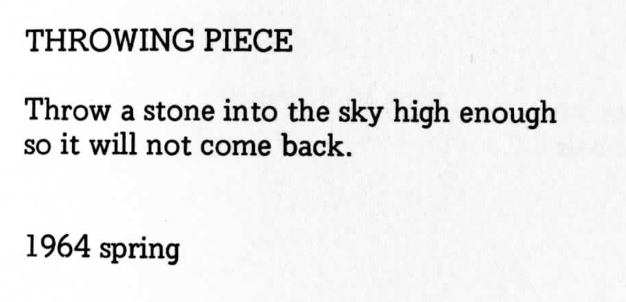 THROWING PIECE
Throw a stone into the sky high enough
so it will not come back.
1964 spring